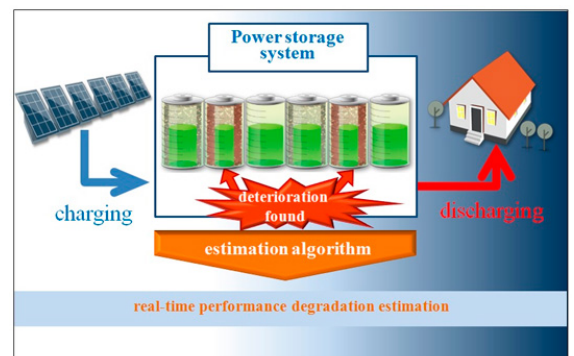 Power storage
system
charging
deterioration
found
discharging
estimation algorithm
real-time performance degradation estimation